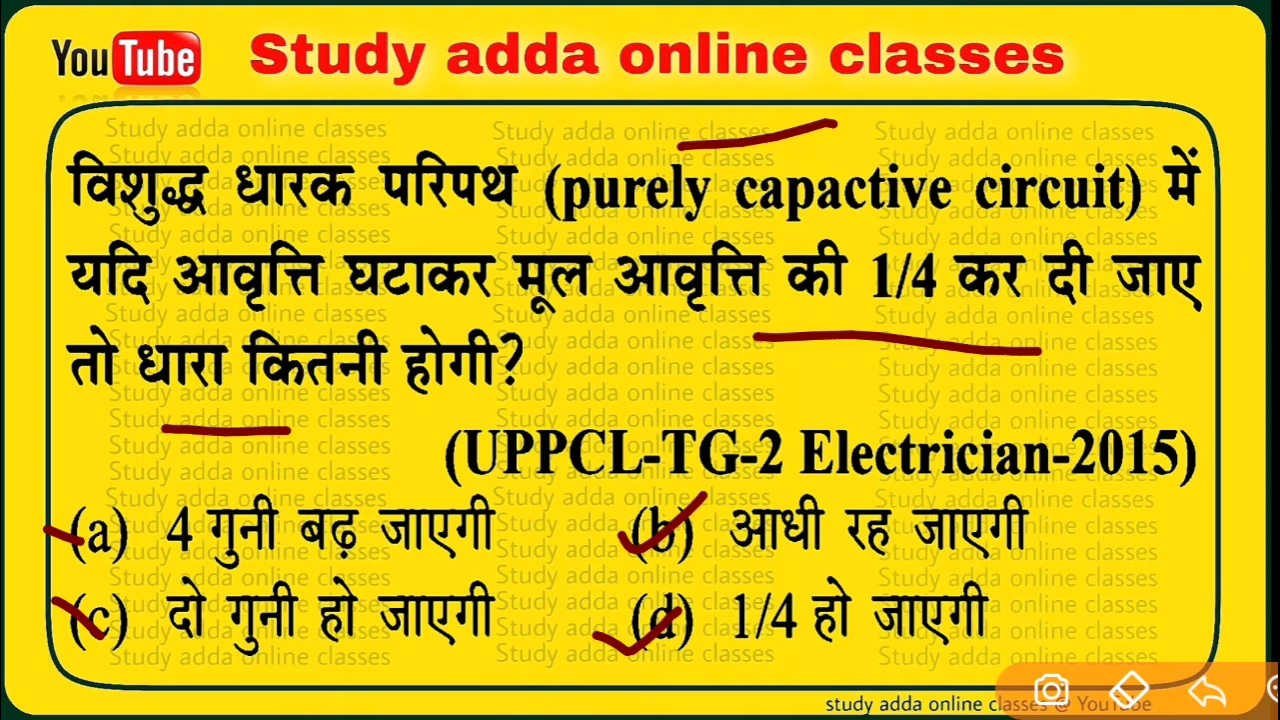 YouTube Study adda online classes
विशुद्ध धारक परिपथ (purely capactive circuit) में
यदि आवृत्ति घटाकर मूल आवृत्ति की 1/4 कर दी जाए
तो धारा कितनी होगी?
(UPPCL-TG-2 Electrician-2015)
(a) 4 गुनी बढ़ जाएगी (b) आधी रह जाएगी
(c) दो गुनी हो जाएगी (d) 1/4 हो जाएगी
study adda online classes @ YouTube